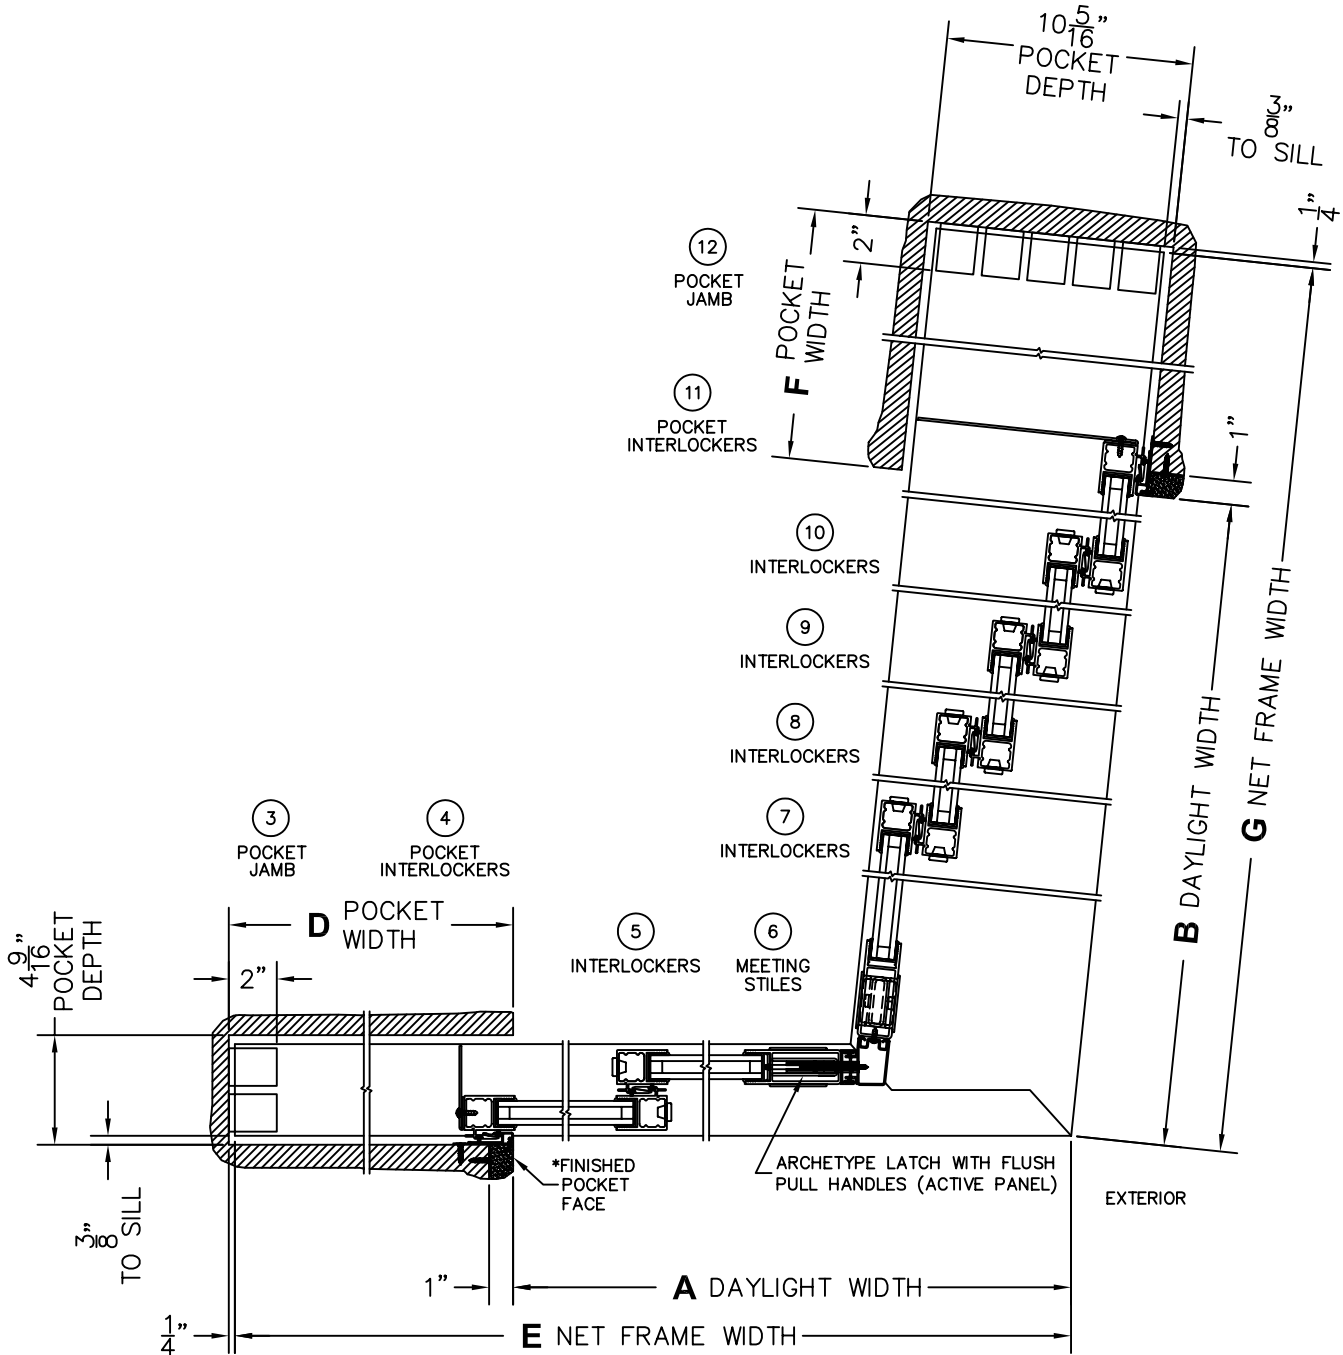 10 5/16"
POCKET
DEPTH
3/8"
TO SILL
1/4
2"
12
POCKET
JAMB
F POCKET
WIDTH
11
POCKET
INTERLOCKERS
1"
10
INTERLOCKERS
9
INTERLOCKERS
8
INTERLOCKERS
7
INTERLOCKERS
B DAYLIGHT WIDTH
G NET FRAME WIDTH
3
POCKET
JAMB
4
POCKET
INTERLOCKERS
D POCKET
WIDTH
5
INTERLOCKERS
6
MEETING
STILES
4 9/16"
POCKET
DEPTH
2"
*FINISHED
POCKET
FACE
ARCHETYPE LATCH WITH FLUSH
PULL HANDLES (ACTIVE PANEL)
EXTERIOR
3/8"
TO SILL
1"
A DAYLIGHT WIDTH
1/4"
E NET FRAME WIDTH